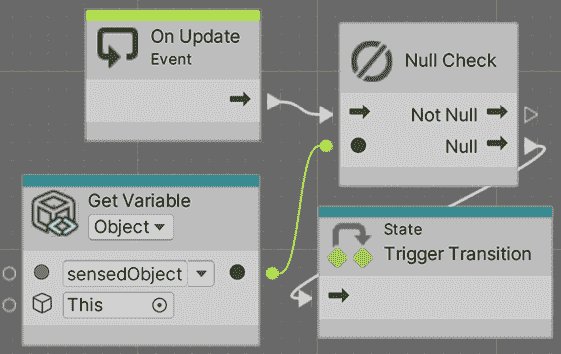 On Update
Event
Null Check
Not Null
Null
Get Variable
Object
sensedObject
This
State
Trigger Transition